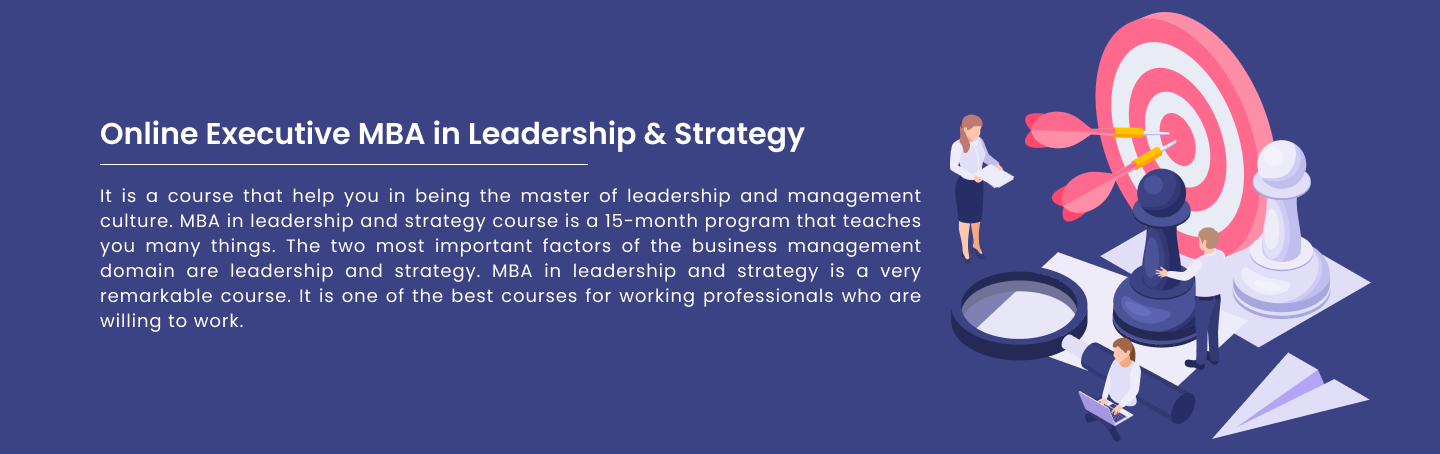 Online Executive MBA in Leadership & Strategy
It is a course that help you in being the master of leadership and management
culture. MBA in leadership and strategy course is a 15-month program that teaches
you many things. The two most important factors of the business management
domain are leadership and strategy. MBA in leadership and strategy is a very
remarkable course. It is one of the best courses for working professionals who are
willing to work.